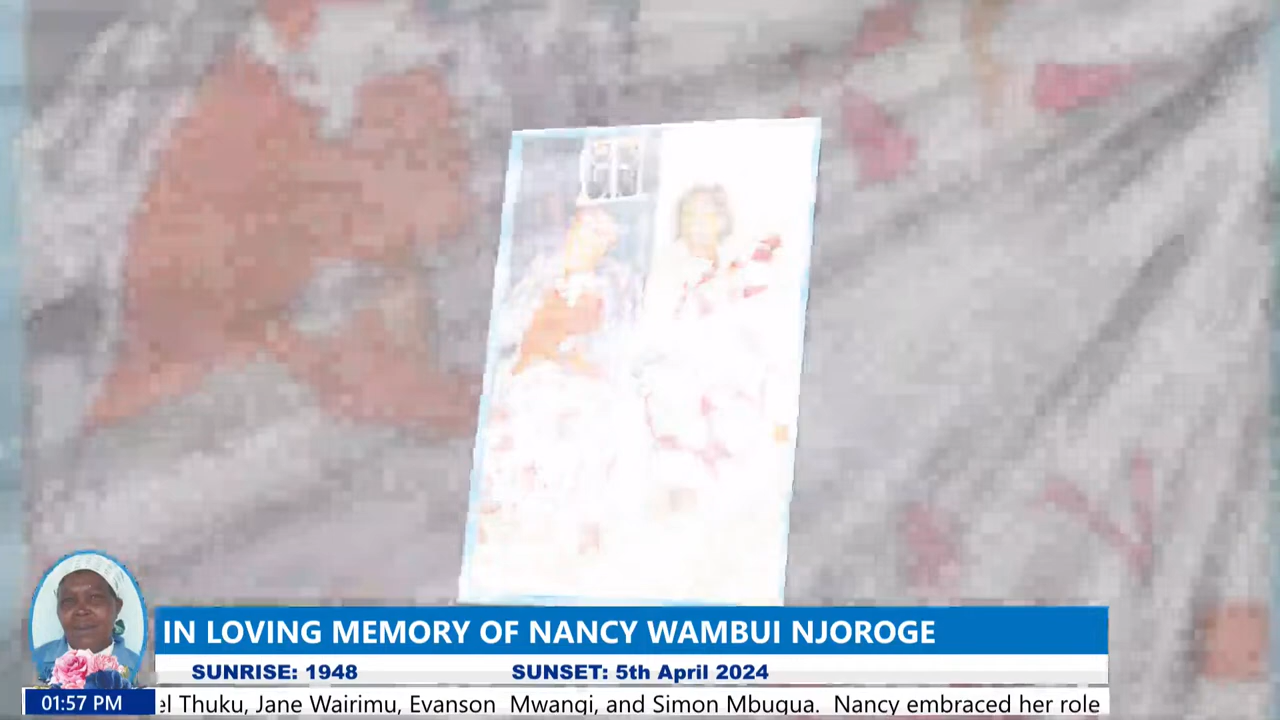 IN LOVING MEMORY OF NANCY WAMBUI NJOROGE
SUNRISE: 1948 SUNSET: 5th April 2024
01:57 PM el Thuku, Jane Wairimu, Evanson Mwangi, and Simon Mbugua. Nancy embraced her role